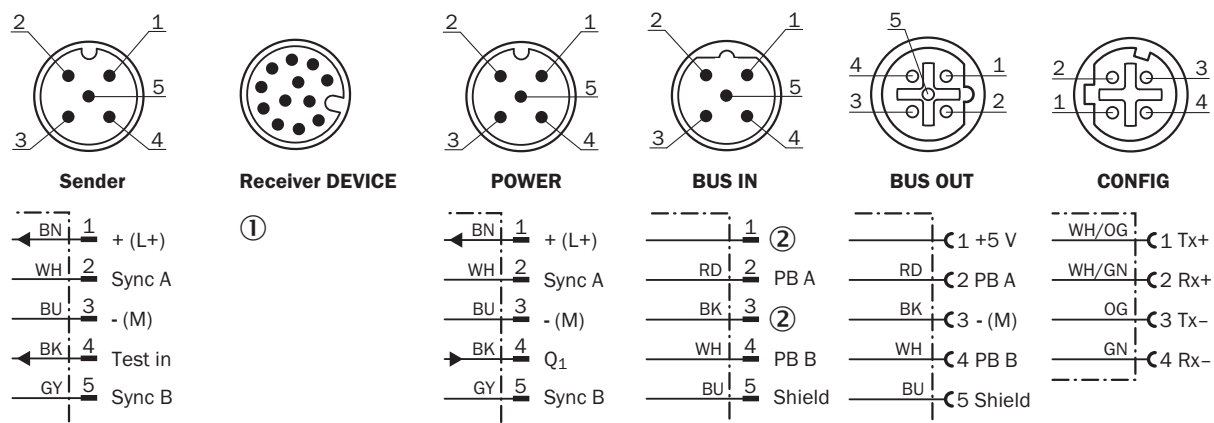 2 1 5 3 4
2 1 5 3 4
2 1 5 3 4
5 4 1 3 2
2 3 1 4
Sender
Receiver DEVICE
POWER
BUS IN
BUS OUT
CONFIG
BN 1 + (L+)
WH 2 Sync A
BU 3 - (M)
BK 4 Test in
GY 5 Sync B
①
BN 1 + (L+)
WH 2 Sync A
BU 3 - (M)
BK 4 Q₁
GY 5 Sync B
1 ②
RD 2 PB A
BK 3 ②
WH 4 PB B
BU 5 Shield
1 +5 V
RD 2 PB A
BK 3 - (M)
WH 4 PB B
BU 5 Shield
WH/OG 1 Tx+
WH/GN 2 Rx+
OG 3 Tx–
GN 4 Rx–